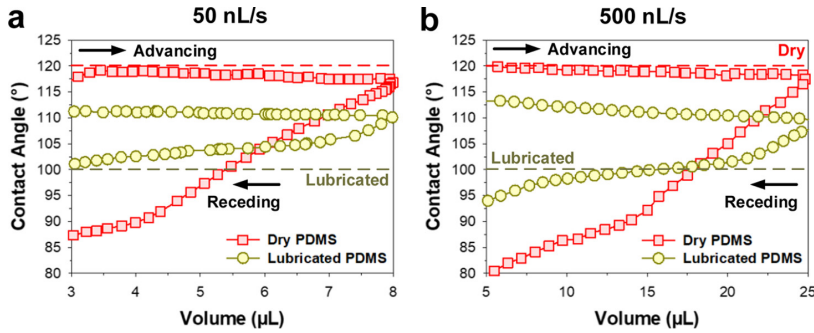 a
50 nL/s
Contact Angle (°)
125
120
115
110
105
100
95
90
85
80
Advancing
Lubricated
Receding
Dry PDMS
Lubricated PDMS
3
4
5
6
7
8
Volume (µL)
b
500 nL/s
Contact Angle (°)
125
120
115
110
105
100
95
90
85
80
Advancing
Dry
Lubricated
Receding
Dry PDMS
Lubricated PDMS
5
10
15
20
25
Volume (µL)